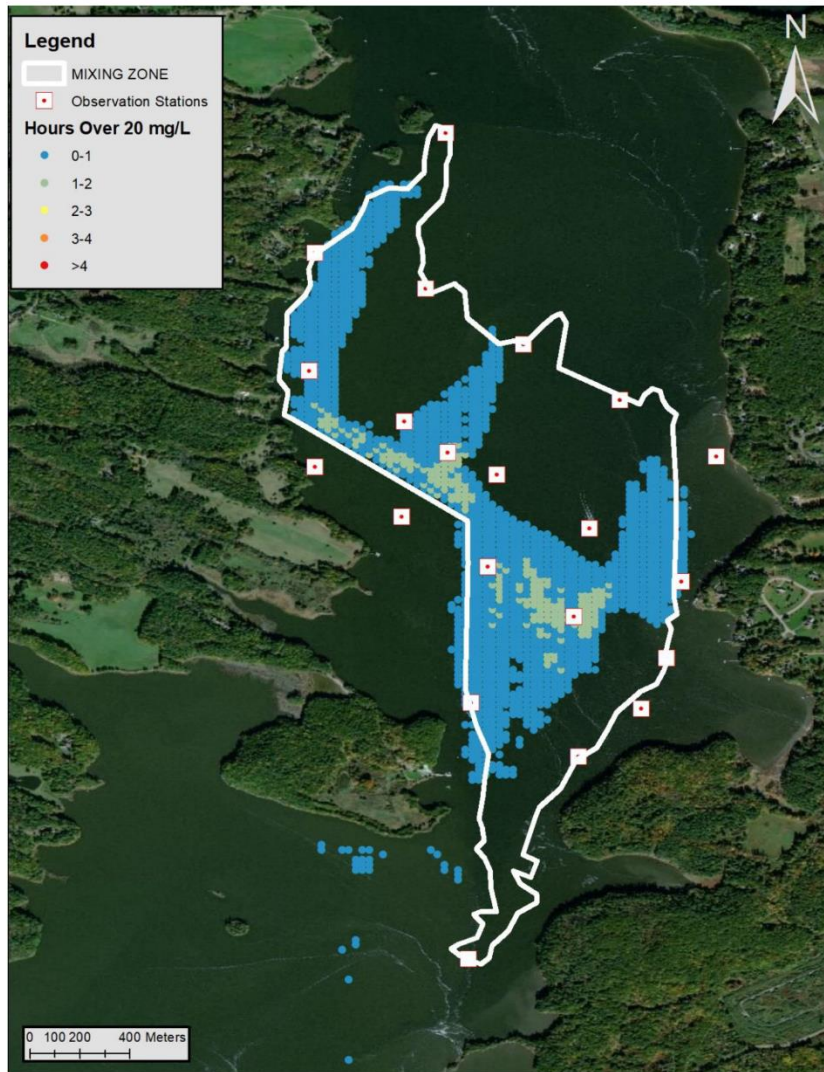 Legend
MIXING ZONE
Observation Stations
Hours Over 20 mg/L
0-1
1-2
2-3
3-4
>4
N
0 100 200 400 Meters